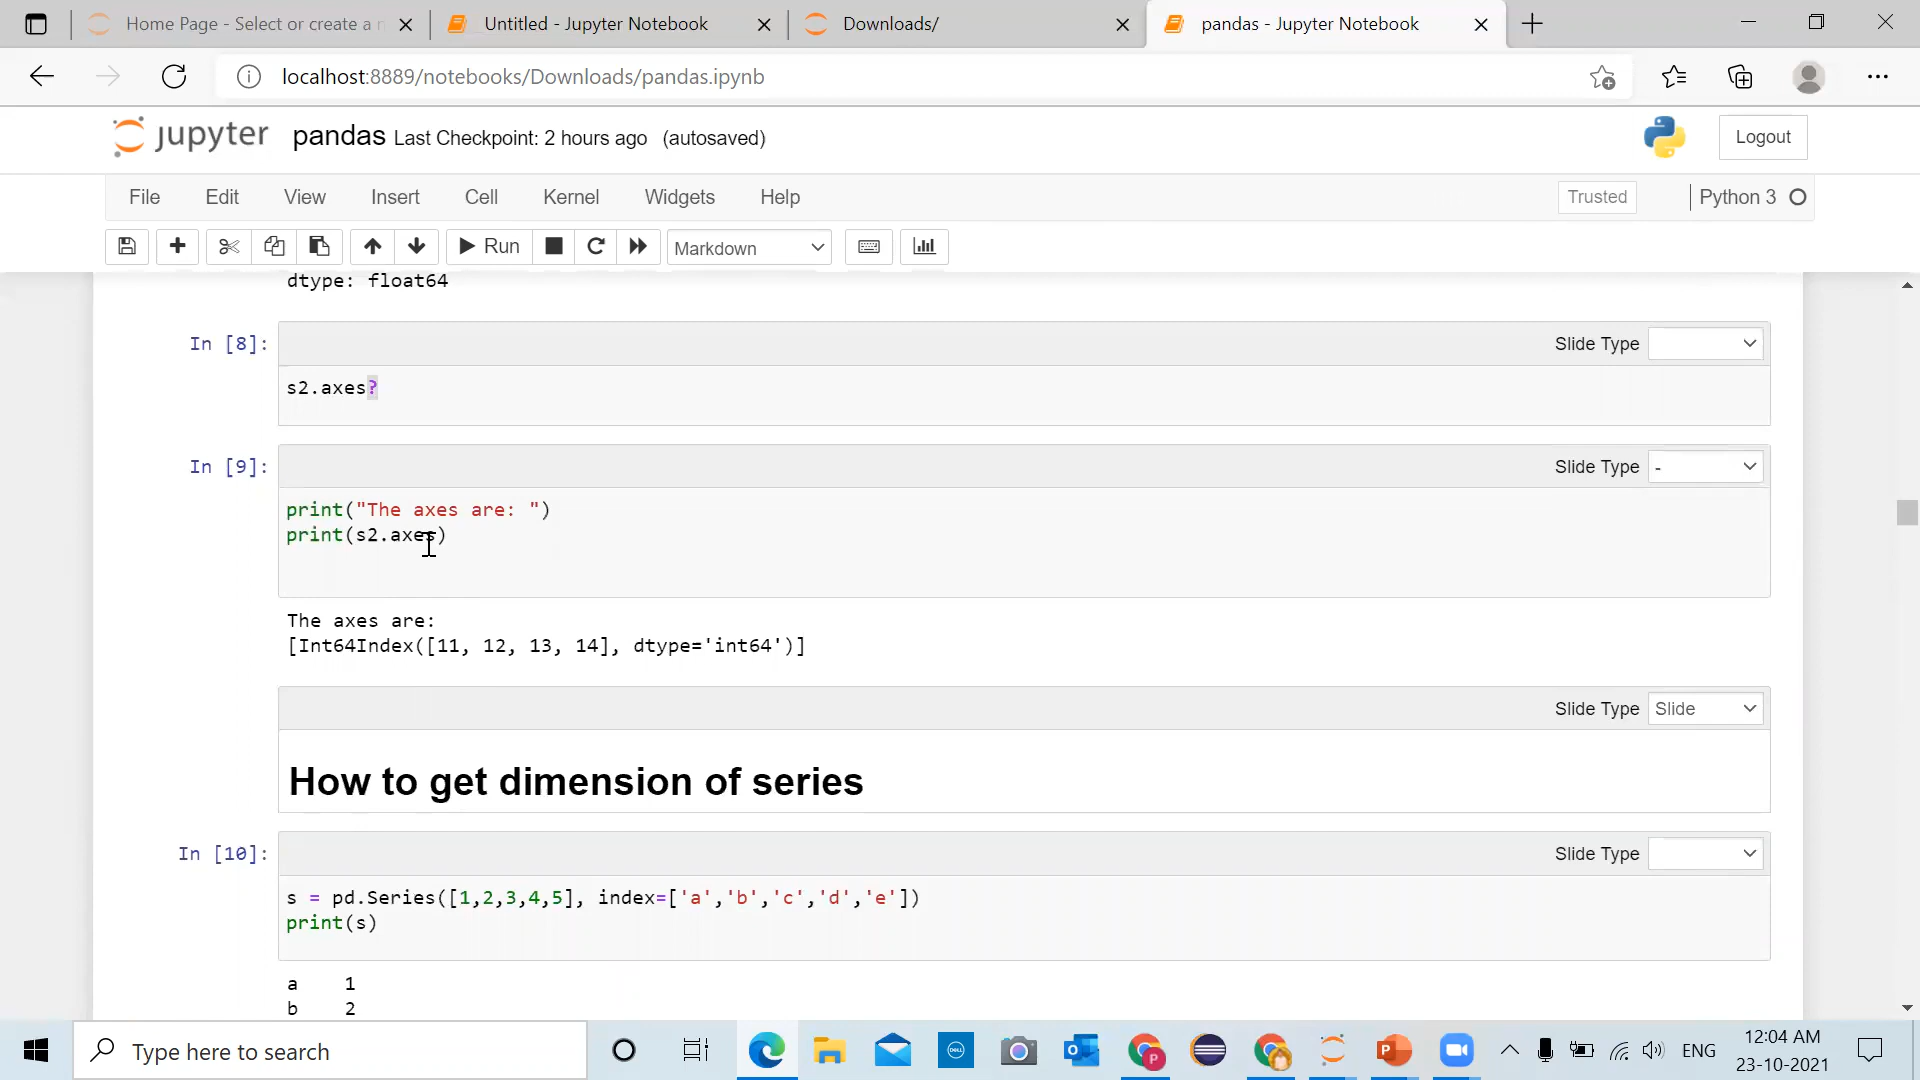 Home Page - Select or create a n
Untitled - Jupyter Notebook
Downloads/
pandas - Jupyter Notebook
localhost:8889/notebooks/Downloads/pandas.ipynb
jupyter pandas Last Checkpoint: 2 hours ago (autosaved)
Logout
File Edit View Insert Cell Kernel Widgets Help
Trusted
Python 3
Run
Markdown
dtype: float64
In [8]:
Slide Type
s2.axes?
In [9]:
Slide Type -
print("The axes are: ")
print(s2.axes)
The axes are:
[Int64Index([11, 12, 13, 14], dtype='int64')]
Slide Type Slide
How to get dimension of series
In [10]:
Slide Type
s = pd.Series([1,2,3,4,5], index=['a','b','c','d','e'])
print(s)
a 1
b 2
Type here to search
DELL
P
P
ENG
12:04 AM
23-10-2021